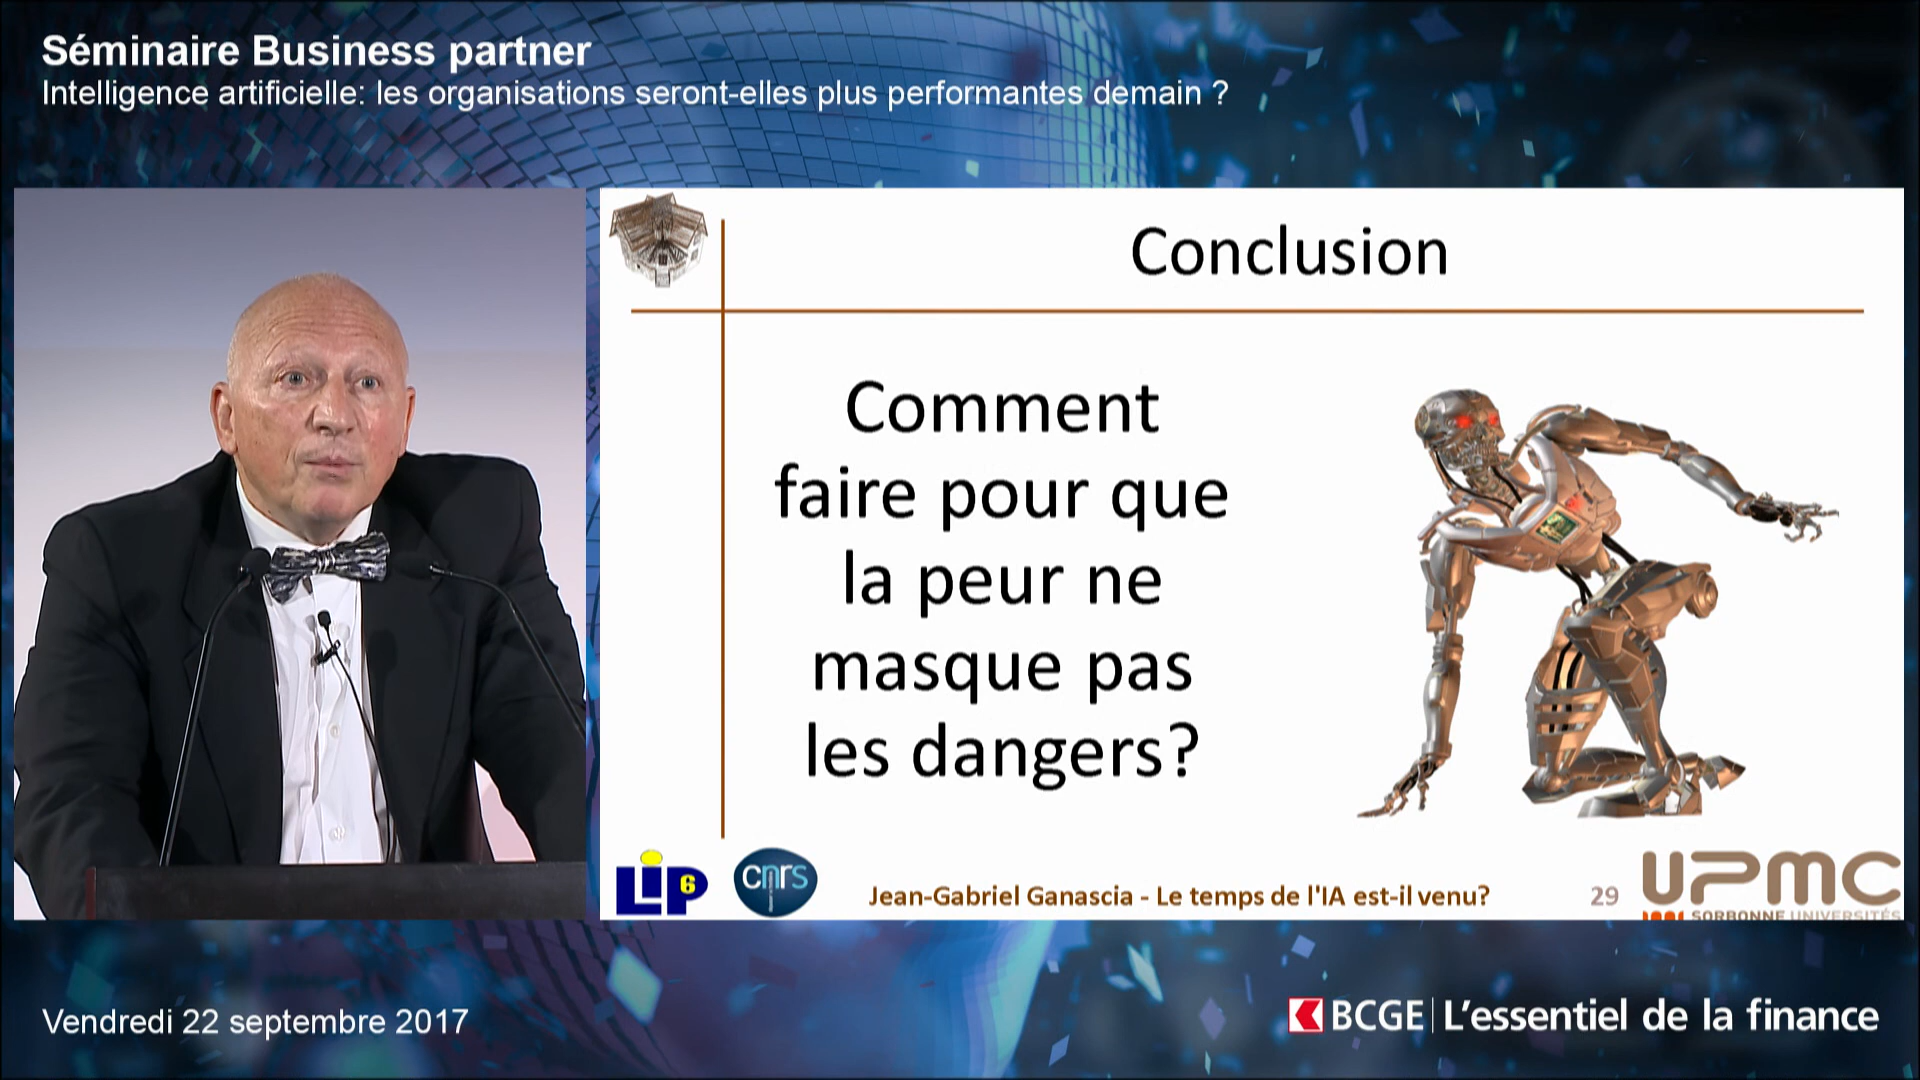 Séminaire Business partner
Intelligence artificielle: les organisations seront-elles plus performantes demain ?
Conclusion
Comment
faire pour que
la peur ne
masque pas
les dangers?
LiP6
cnrs
Jean-Gabriel Ganascia - Le temps de l'IA est-il venu?
29
UPMC
SORBONNE UNIVERSITÉS
Vendredi 22 septembre 2017
BCGE | L'essentiel de la finance